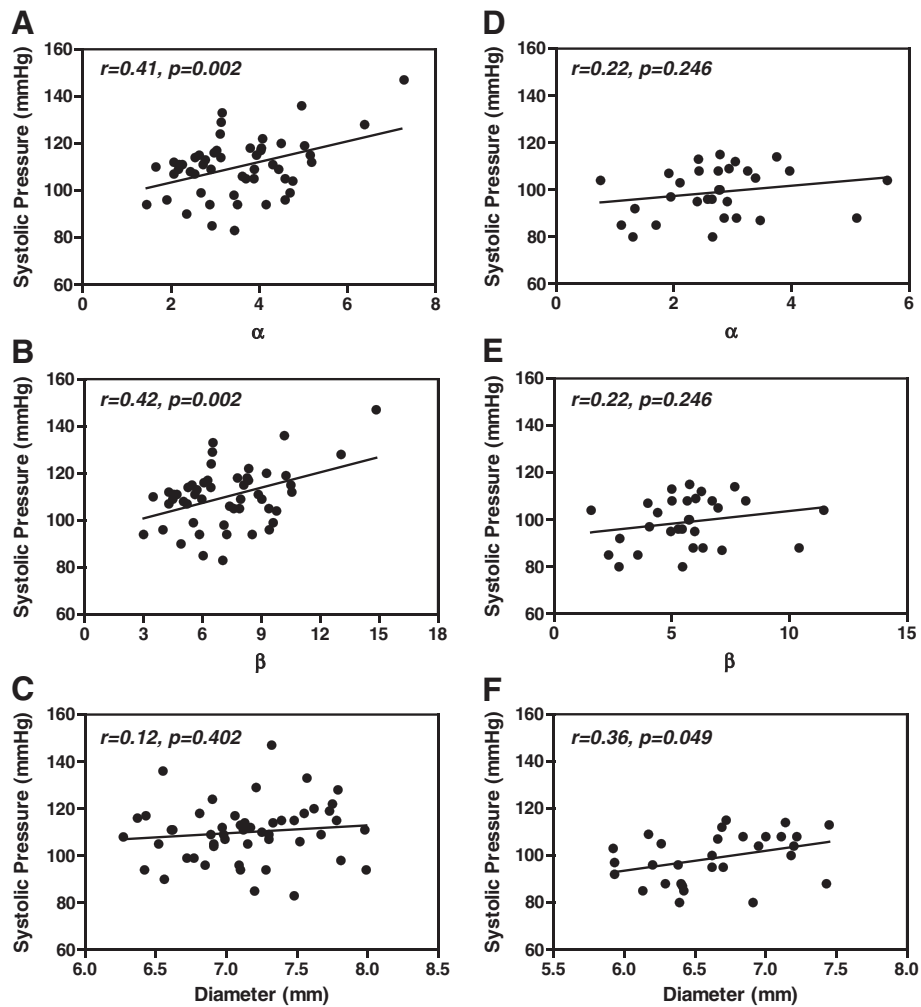 A
r=0.41, p=0.002
Systolic Pressure (mmHg)
160
140
120
100
80
60
0 2 4 6 8
α
D
r=0.22, p=0.246
Systolic Pressure (mmHg)
160
140
120
100
80
60
0 2 4 6
α
B
r=0.42, p=0.002
Systolic Pressure (mmHg)
160
140
120
100
80
60
0 3 6 9 12 15 18
β
E
r=0.22, p=0.246
Systolic Pressure (mmHg)
160
140
120
100
80
60
0 5 10 15
β
C
r=0.12, p=0.402
Systolic Pressure (mmHg)
160
140
120
100
80
60
6.0 6.5 7.0 7.5 8.0 8.5
Diameter (mm)
F
r=0.36, p=0.049
Systolic Pressure (mmHg)
160
140
120
100
80
60
5.5 6.0 6.5 7.0 7.5 8.0
Diameter (mm)